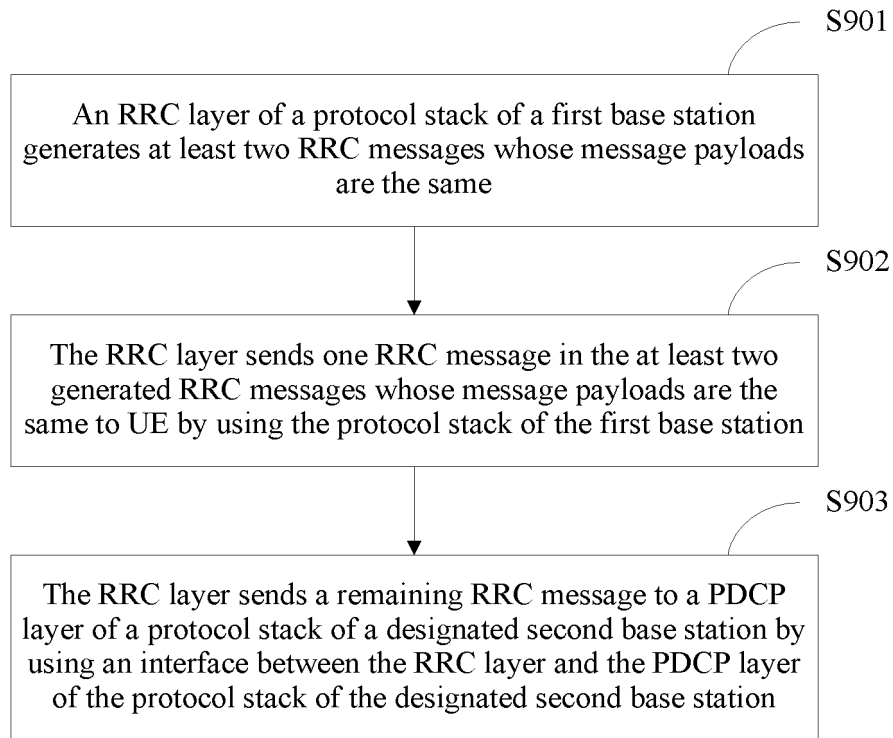 S901
An RRC layer of a protocol stack of a first base station
generates at least two RRC messages whose message payloads
are the same
S902
The RRC layer sends one RRC message in the at least two
generated RRC messages whose message payloads are the
same to UE by using the protocol stack of the first base station
S903
The RRC layer sends a remaining RRC message to a PDCP
layer of a protocol stack of a designated second base station by
using an interface between the RRC layer and the PDCP layer
of the protocol stack of the designated second base station